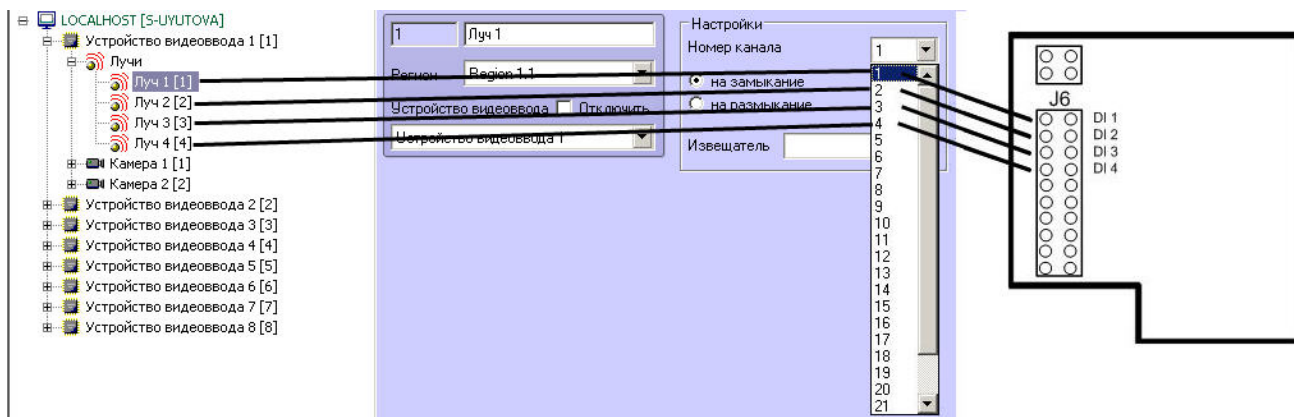 LOCALHOST [S-UYUTOVA]
Устройство видеоввода 1 [1]
Лучи
Луч 1 [1]
Луч 2 [2]
Луч 3 [3]
Луч 4 [4]
Камера 1 [1]
Камера 2 [2]
Устройство видеоввода 2 [2]
Устройство видеоввода 3 [3]
Устройство видеоввода 4 [4]
Устройство видеоввода 5 [5]
Устройство видеоввода 6 [6]
Устройство видеоввода 7 [7]
Устройство видеоввода 8 [8]
1 Луч 1
Регион Region 1.1
Устройство видеоввода Отключить
Устройство видеоввода 1
Настройки
Номер канала 1
на замыкание
на размыкание
Извещатель
1
2
3
4
5
6
7
8
9
10
11
12
13
14
15
16
17
18
19
20
21
J6
DI 1
DI 2
DI 3
DI 4